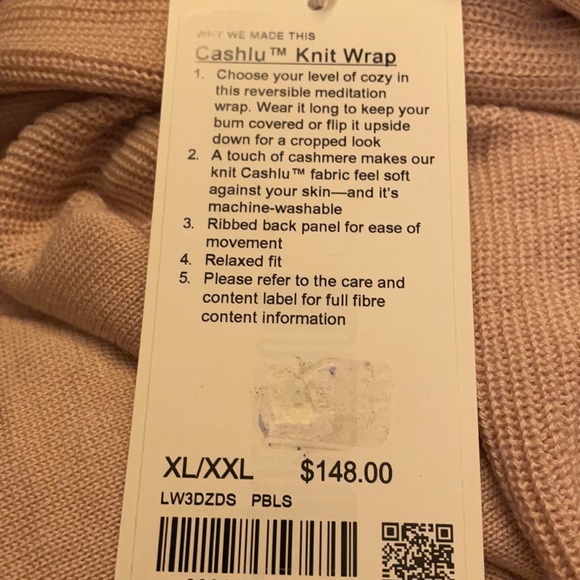 WHY WE MADE THIS
Cashlu™ Knit Wrap
1. Choose your level of cozy in
this reversible meditation
wrap. Wear it long to keep your
bum covered or flip it upside
down for a cropped look
2. A touch of cashmere makes our
knit Cashlu™ fabric feel soft
against your skin—and it's
machine-washable
3. Ribbed back panel for ease of
movement
4. Relaxed fit
5. Please refer to the care and
content label for full fibre
content information
XL/XXL $148.00
LW3DZDS PBLS